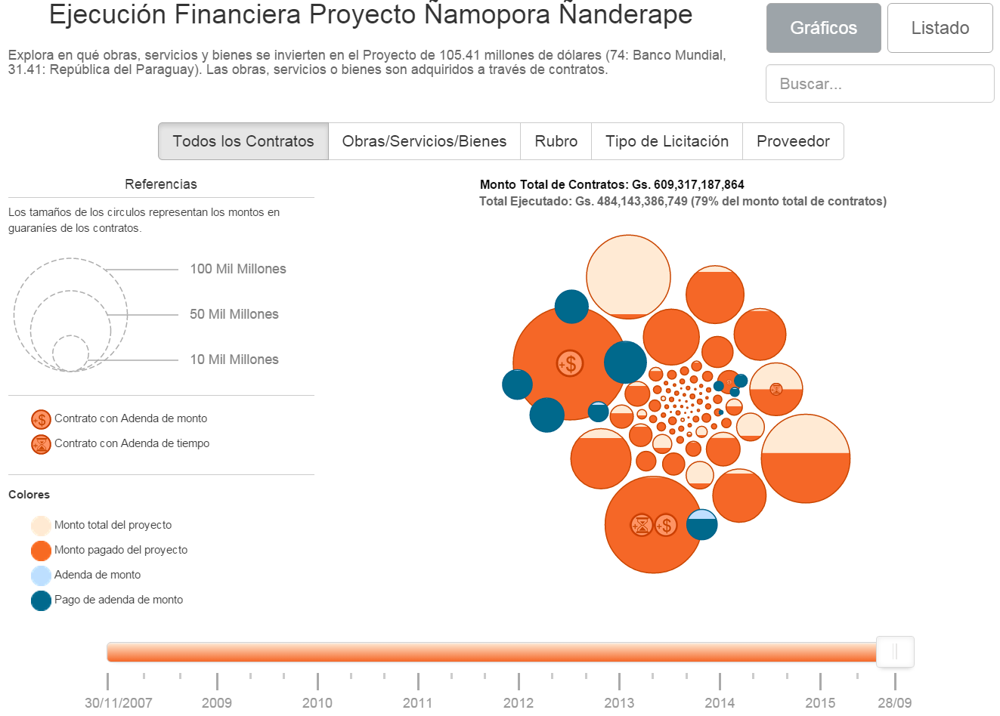 Ejecución Financiera Proyecto Ñamopora Ñanderape
Gráficos
Listado
Explora en qué obras, servicios y bienes se invierten en el Proyecto de 105.41 millones de dólares (74: Banco Mundial,
31.41: República del Paraguay). Las obras, servicios o bienes son adquiridos a través de contratos.
Buscar...
Todos los Contratos
Obras/Servicios/Bienes
Rubro
Tipo de Licitación
Proveedor
Referencias
Los tamaños de los circulos representan los montos en
guaraníes de los contratos.
100 Mil Millones
50 Mil Millones
10 Mil Millones
+$ Contrato con Adenda de monto
+ Contrato con Adenda de tiempo
Colores
Monto total del proyecto
Monto pagado del proyecto
Adenda de monto
Pago de adenda de monto
Monto Total de Contratos: Gs. 609,317,187,864
Total Ejecutado: Gs. 484,143,386,749 (79% del monto total de contratos)
+$
+
+ +$
30/11/2007 2009 2010 2011 2012 2013 2014 2015 28/09